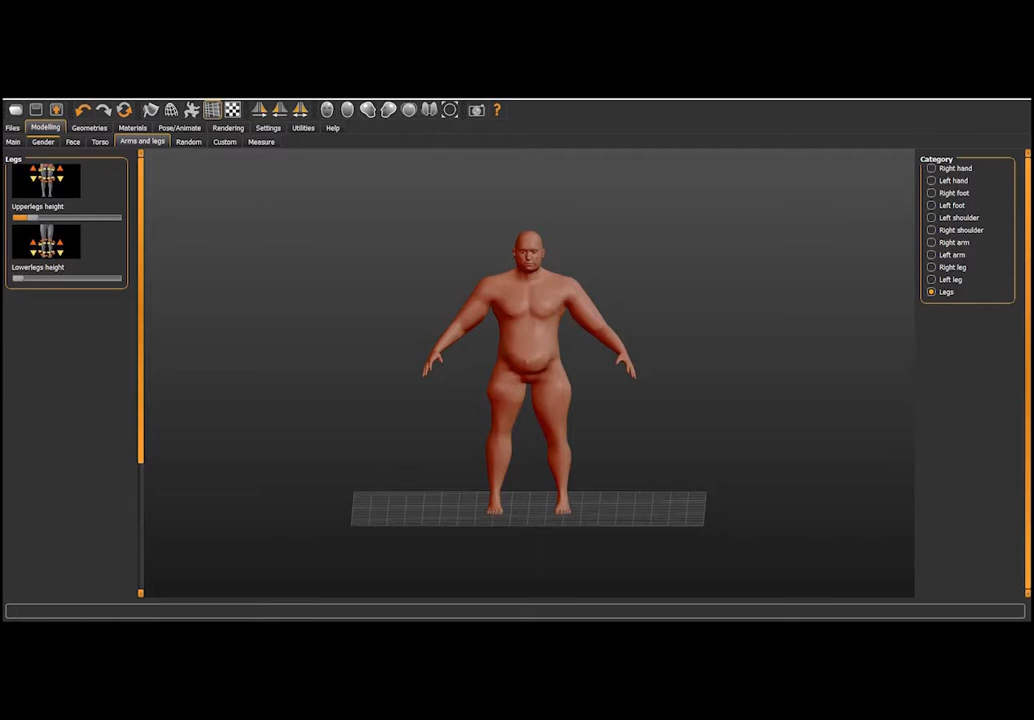 Files Modelling Geometries Materials Pose/Animate Rendering Settings Utilities Help
Main Gender Face Torso Arms and legs Random Custom Measure
Legs
Upperlegs height
Lowerlegs height
Category
Right hand
Left hand
Right foot
Left foot
Left shoulder
Right shoulder
Right arm
Left arm
Right leg
Left leg
Legs